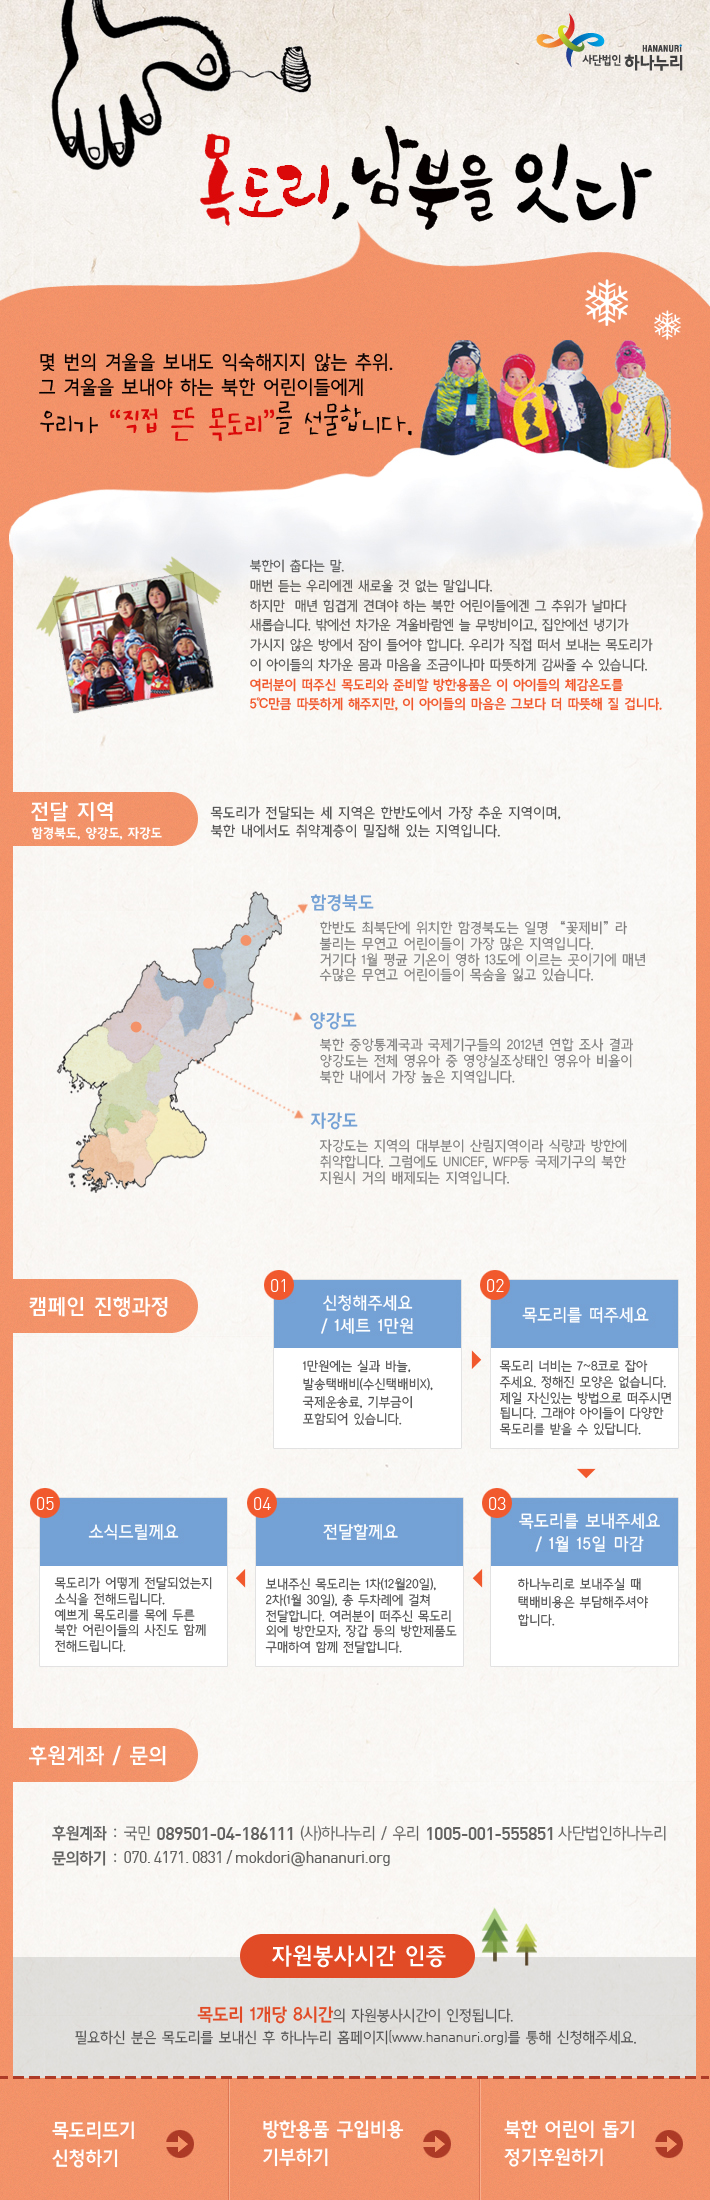 HANANURI
사단법인 하나누리
목도리, 남북을 잇다
몇 번의 겨울을 보내도 익숙해지지 않는 추위.
그 겨울을 보내야 하는 북한 어린이들에게
우리가 “직접 뜬 목도리”를 선물합니다.
북한이 춥다는 말.
매번 듣는 우리에겐 새로울 것 없는 말입니다.
하지만 매년 힘겹게 견뎌야 하는 북한 어린이들에겐 그 추위가 날마다
새롭습니다. 밖에선 차가운 겨울바람엔 늘 무방비이고, 집안에선 냉기가
가시지 않은 방에서 잠이 들어야 합니다. 우리가 직접 떠서 보내는 목도리가
이 아이들의 차가운 몸과 마음을 조금이나마 따뜻하게 감싸줄 수 있습니다.
여러분이 떠주신 목도리와 준비할 방한용품은 이 아이들의 체감온도를
5℃만큼 따뜻하게 해주지만, 이 아이들의 마음은 그보다 더 따뜻해 질 겁니다.
전달 지역
함경북도, 양강도, 자강도
목도리가 전달되는 세 지역은 한반도에서 가장 추운 지역이며,
북한 내에서도 취약계층이 밀집해 있는 지역입니다.
함경북도
한반도 최북단에 위치한 함경북도는 일명 “꽃제비”라
불리는 무연고 어린이들이 가장 많은 지역입니다.
거기다 1월 평균 기온이 영하 13도에 이르는 곳이기에 매년
수많은 무연고 어린이들이 목숨을 잃고 있습니다.
양강도
북한 중앙통계국과 국제기구들의 2012년 연합 조사 결과
양강도는 전체 영유아 중 영양실조상태인 영유아 비율이
북한 내에서 가장 높은 지역입니다.
자강도
자강도는 지역의 대부분이 산림지역이라 식량과 방한에
취약합니다. 그럼에도 UNICEF, WFP등 국제기구의 북한
지원시 거의 배제되는 지역입니다.
캠페인 진행과정
01
신청해주세요
/ 1세트 1만원
1만원에는 실과 바늘,
발송택배비(수신택배비X),
국제운송료, 기부금이
포함되어 있습니다.
02
목도리를 떠주세요
목도리 너비는 7~8코로 잡아
주세요. 정해진 모양은 없습니다.
제일 자신있는 방법으로 떠주시면
됩니다. 그래야 아이들이 다양한
목도리를 받을 수 있답니다.
03
목도리를 보내주세요
/ 1월 15일 마감
하나누리로 보내주실 때
택배비용은 부담해주셔야
합니다.
04
전달할께요
보내주신 목도리는 1차(12월20일),
2차(1월 30일), 총 두차례에 걸쳐
전달합니다. 여러분이 떠주신 목도리
외에 방한모자, 장갑 등의 방한제품도
구매하여 함께 전달합니다.
05
소식드릴께요
목도리가 어떻게 전달되었는지
소식을 전해드립니다.
예쁘게 목도리를 목에 두른
북한 어린이들의 사진도 함께
전해드립니다.
후원계좌 / 문의
후원계좌 : 국민 089501-04-186111 (사)하나누리 / 우리 1005-001-555851 사단법인하나누리
문의하기 : 070. 4171. 0831 / mokdori@hananuri.org
자원봉사시간 인증
목도리 1개당 8시간의 자원봉사시간이 인정됩니다.
필요하신 분은 목도리를 보내신 후 하나누리 홈페이지(www.hananuri.org)를 통해 신청해주세요.
목도리뜨기
신청하기
방한용품 구입비용
기부하기
북한 어린이 돕기
정기후원하기